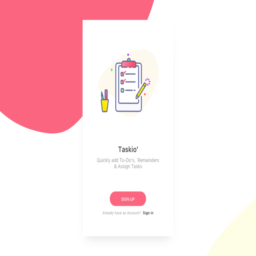 Taskio'
Quickly add To-Do's, Reminders
& Assign Tasks
SIGN UP
Already have an Account? Sign In